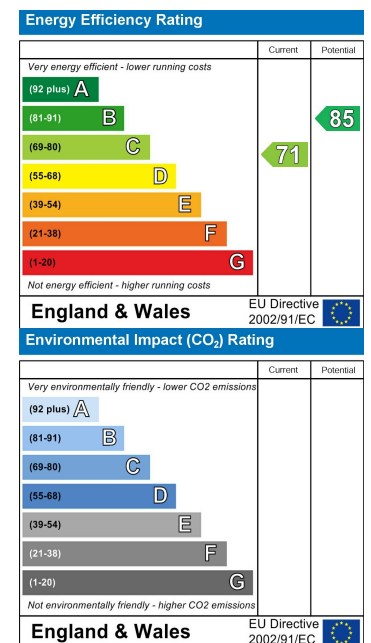 Energy Efficiency Rating
Current Potential
Very energy efficient - lower running costs
(92 plus) A
(81-91) B
85
(69-80) C
71
(55-68) D
(39-54) E
(21-38) F
(1-20) G
Not energy efficient - higher running costs
England & Wales
EU Directive
2002/91/EC
Environmental Impact (CO₂) Rating
Current Potential
Very environmentally friendly - lower CO2 emissions
(92 plus) A
(81-91) B
(69-80) C
(55-68) D
(39-54) E
(21-38) F
(1-20) G
Not environmentally friendly - higher CO2 emissions
England & Wales
EU Directive
2002/91/EC